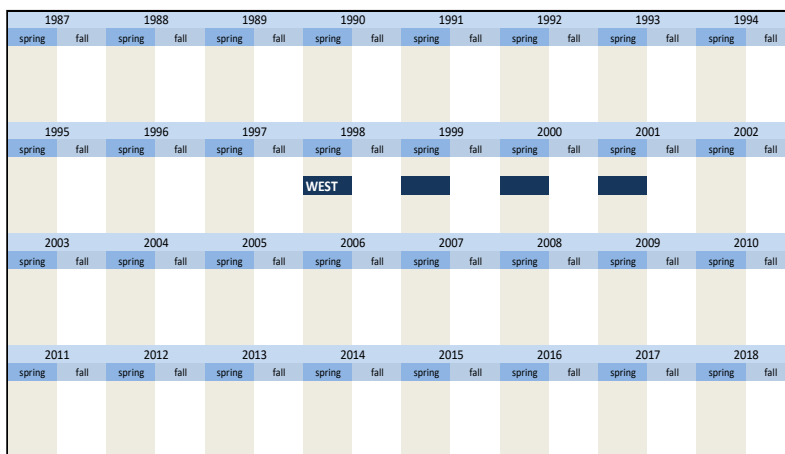 1987 1988 1989 1990 1991 1992 1993 1994
spring fall spring fall spring fall spring fall spring fall spring fall spring fall spring fall
1995 1996 1997 1998 1999 2000 2001 2002
spring fall spring fall spring fall spring fall spring fall spring fall spring fall spring fall
WEST
2003 2004 2005 2006 2007 2008 2009 2010
spring fall spring fall spring fall spring fall spring fall spring fall spring fall spring fall
2011 2012 2013 2014 2015 2016 2017 2018
spring fall spring fall spring fall spring fall spring fall spring fall spring fall spring fall